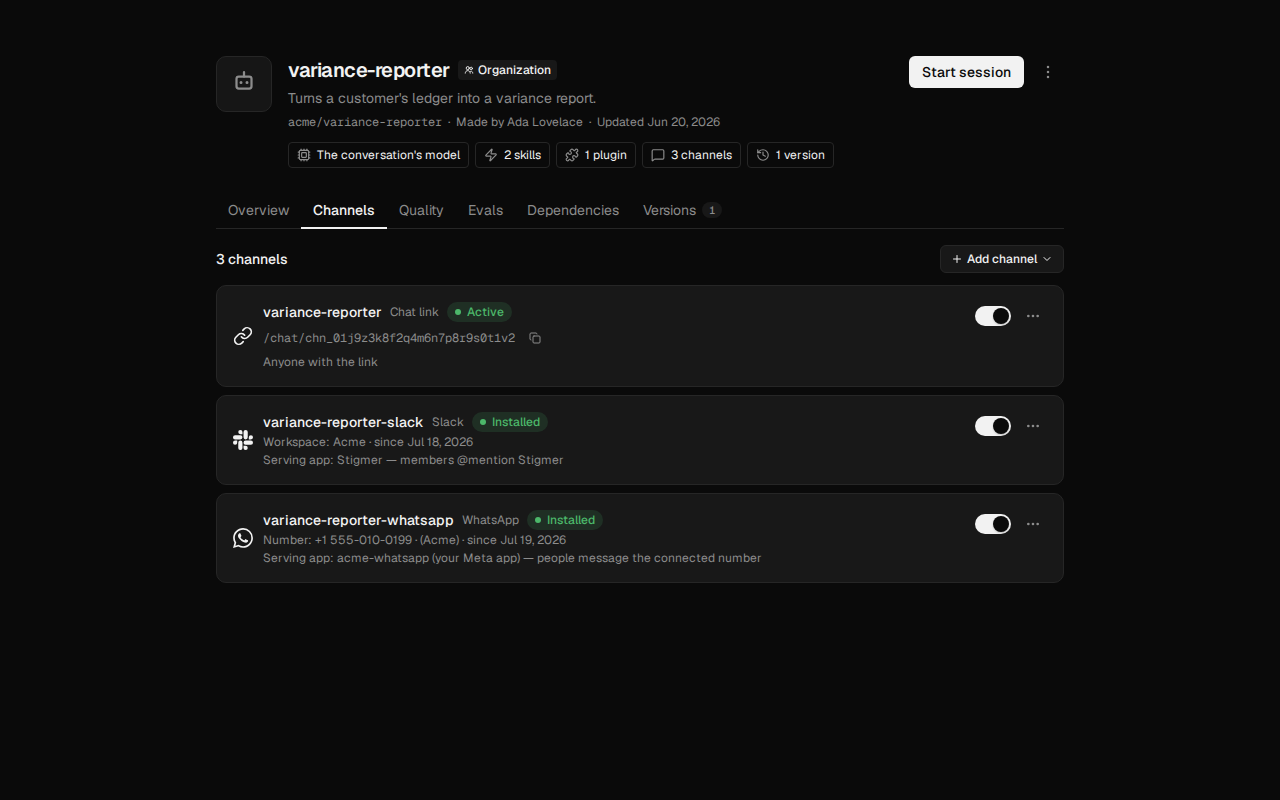 variance-reporter Organization
Start session
Turns a customer's ledger into a variance report.
acme/variance-reporter · Made by Ada Lovelace · Updated Jun 20, 2026
The conversation's model 2 skills 1 plugin 3 channels 1 version
Overview Channels Quality Evals Dependencies Versions 1
3 channels
Add channel
variance-reporter Chat link Active
/chat/chn_01j9z3k8f2q4m6n7p8r9s0t1v2
Anyone with the link
variance-reporter-slack Slack Installed
Workspace: Acme · since Jul 18, 2026
Serving app: Stigmer — members @mention Stigmer
variance-reporter-whatsapp WhatsApp Installed
Number: +1 555-010-0199 · (Acme) · since Jul 19, 2026
Serving app: acme-whatsapp (your Meta app) — people message the connected number